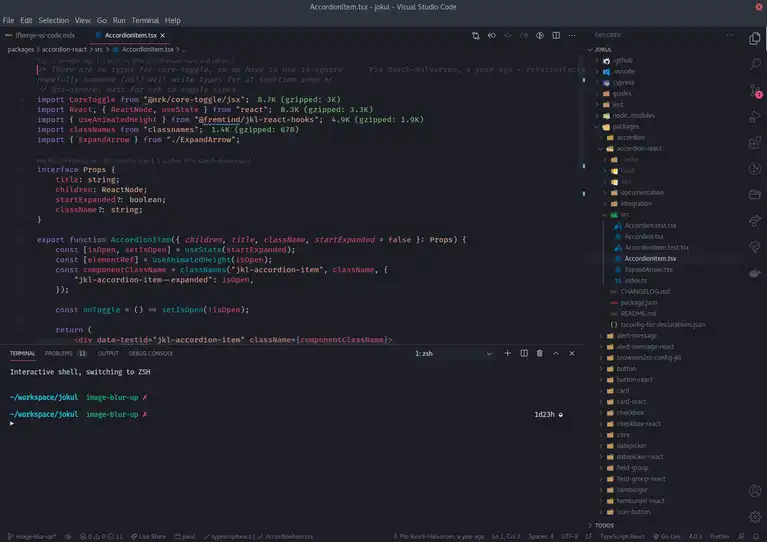 AccordionItem.tsx - jokul - Visual Studio Code
File Edit Selection View Go Run Terminal Help
lfberge-ss-code.mdx AccordionItem.tsx
packages > accordion-react > src > AccordionItem.tsx > ...
/* There are no types for core-toggle, so we have to use ts-ignore
Pia Raach-Halvorsen, a year ago • refactor(acce
Hopefully someone (us?) will write types for it sometime soon */
// @ts-ignore: wait for nrk to supply types
import CoreToggle from "@nrk/core-toggle/jsx"; 8.7K (gzipped: 3K)
import React, { ReactNode, useState } from "react"; 8.3K (gzipped: 3.3K)
import { useAnimatedHeight } from "@fremtind/jkl-react-hooks"; 4.9K (gzipped: 1.9K)
import classNames from "classnames"; 1.4K (gzipped: 678)
import { ExpandArrow } from "./ExpandArrow";
interface Props {
title: string;
children: ReactNode;
startExpanded?: boolean;
className?: string;
}
export function AccordionItem({ children, title, className, startExpanded = false }: Props) {
const [isOpen, setIsOpen] = useState(startExpanded);
const [elementRef] = useAnimatedHeight(isOpen);
const componentClassName = classNames("jkl-accordion-item", className, {
"jkl-accordion-item--expanded": isOpen,
});
const onToggle = () => setIsOpen(!isOpen);
return (
<div data-testid="jkl-accordion-item" className={componentClassName}>
TERMINAL PROBLEMS 11 OUTPUT DEBUG CONSOLE 1: zsh
Interactive shell, switching to ZSH
~/workspace/jokul image-blur-up ✗
~/workspace/jokul image-blur-up ✗ 1d23h
EXPLORER
JOKUL
.github
.vscode
cypress
guides
jest
node_modules
packages
accordion
accordion-react
.cache
build
documentation
integration
src
Accordion.test.tsx
Accordion.tsx
AccordionItem.test.tsx
AccordionItem.tsx
ExpandArrow.tsx
index.ts
CHANGELOG.md
package.json
README.md
tsconfig-for-declarations.json
alert-message
alert-message-react
browserslist-config-jkl
button
button-react
card
card-react
checkbox
checkbox-react
core
datepicker
datepicker-react
field-group
field-group-react
hamburger
hamburger-react
icon-button
TODOS
image-blur-up* 0 0 11 Live Share jokul typescriptreact AccordionItem.tsx Pia Raach-Halvorsen, a year ago Ln 1, Col 1 Spaces: 4 UTF-8 LF TypeScript React Go Live 4.0.3 Prettier